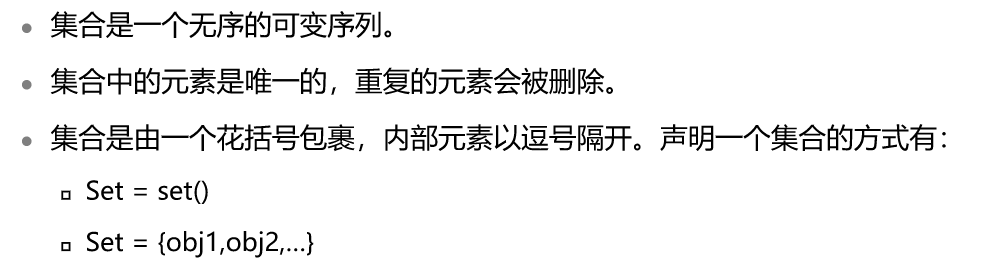 • 集合是一个无序的可变序列。
• 集合中的元素是唯一的，重复的元素会被删除。
• 集合是由一个花括号包裹，内部元素以逗号隔开。声明一个集合的方式有：
▫ Set = set()
▫ Set = {obj1,obj2,…}